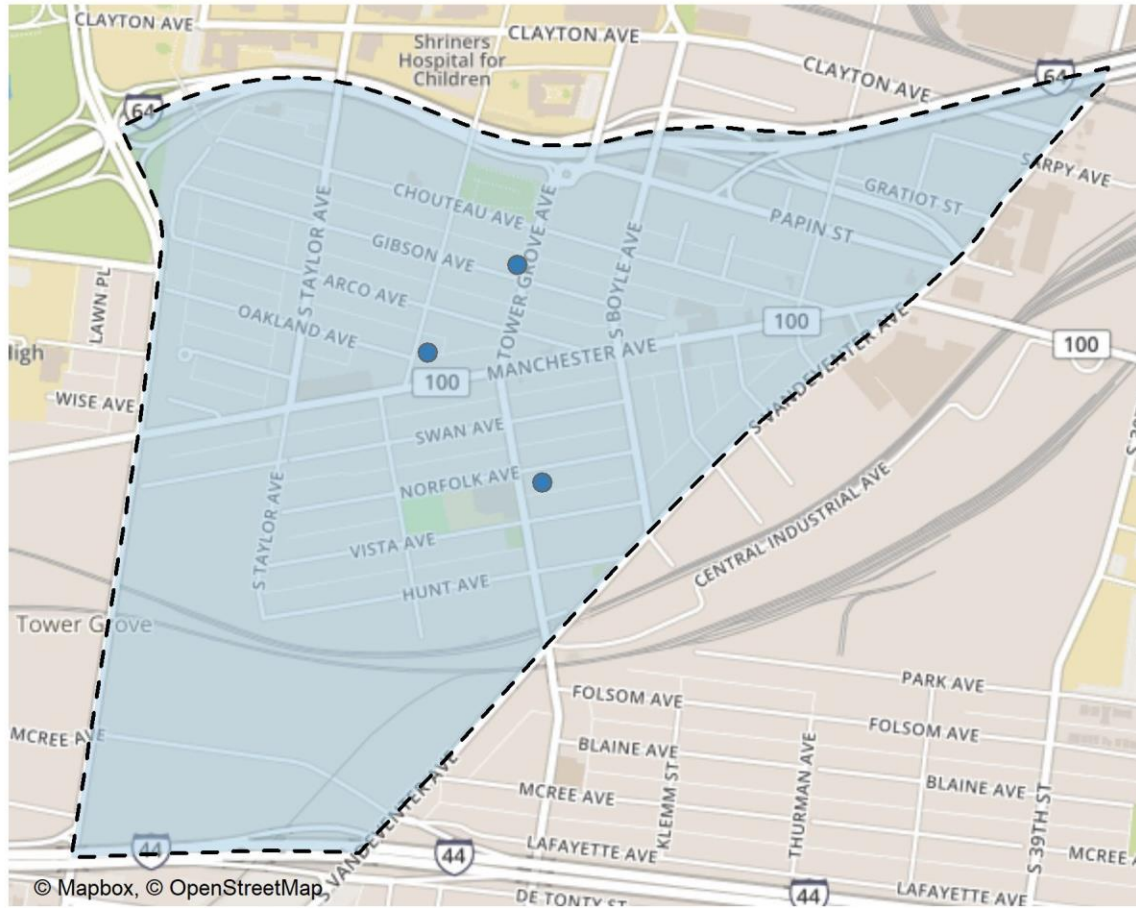 CLAYTON AVE
CLAYTON AVE
Shriners
Hospital for
Children
CLAYTON AVE
64
64
SARPY AVE
GRATIOT ST
CHOUTEAU AVE
PAPIN ST
GIBSON AVE
S TAYLOR AVE
TOWER GROVE AVE
S BOYLE AVE
ARCO AVE
LAWN PL
OAKLAND AVE
100
MANCHESTER AVE
100
100
High
WISE AVE
S VANDEVENTER AVE
SWAN AVE
NORFOLK AVE
S TAYLOR AVE
VISTA AVE
CENTRAL INDUSTRIAL AVE
HUNT AVE
Tower Grove
PARK AVE
FOLSOM AVE
FOLSOM AVE
MCREE AVE
BLAINE AVE
BLAINE AVE
KLEMM ST
THURMAN AVE
S 39TH ST
MCREE AVE
S VANDEVENTER AVE
44
44
LAFAYETTE AVE
MCREE A
44
LAFAYETTE AVE
DE TONTY ST
© Mapbox, © OpenStreetMap